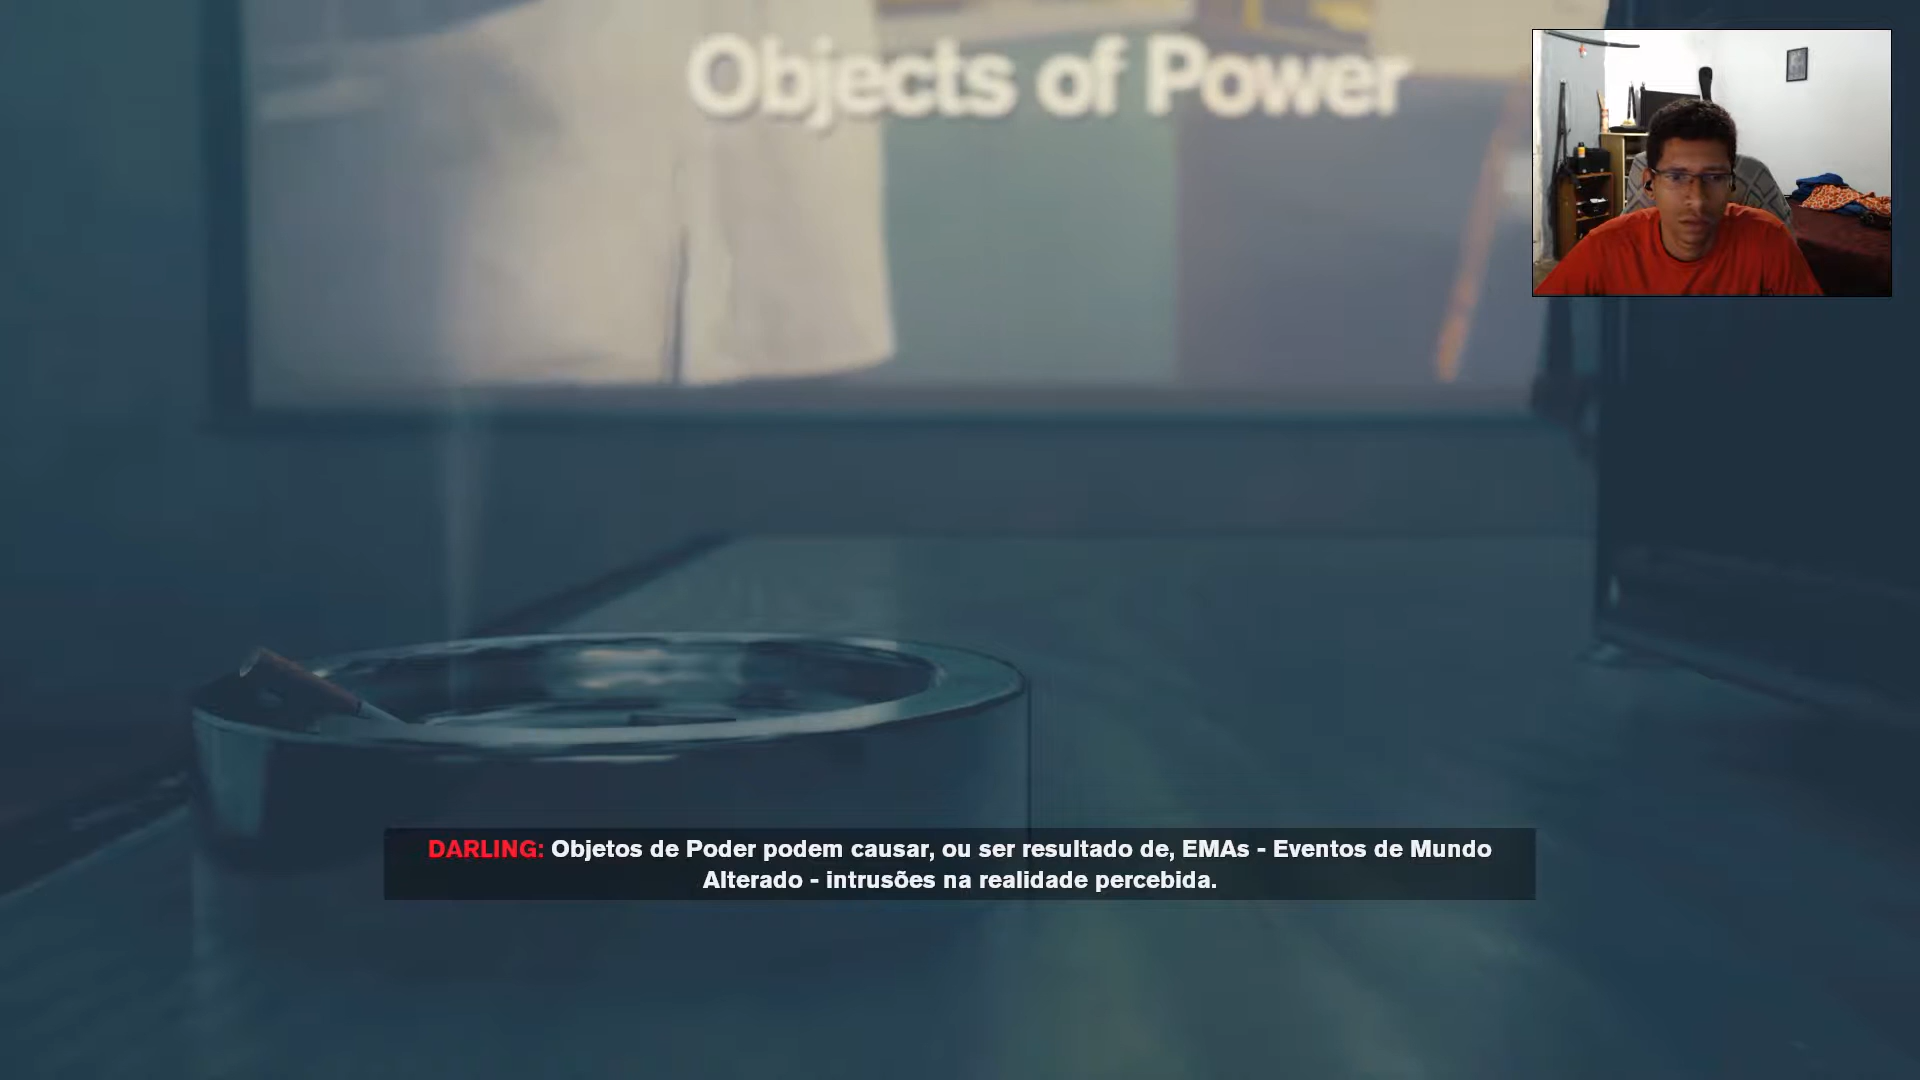 Objects of Power
DARLING: Objetos de Poder podem causar, ou ser resultado de, EMAs - Eventos de Mundo
Alterado - intrusões na realidade percebida.